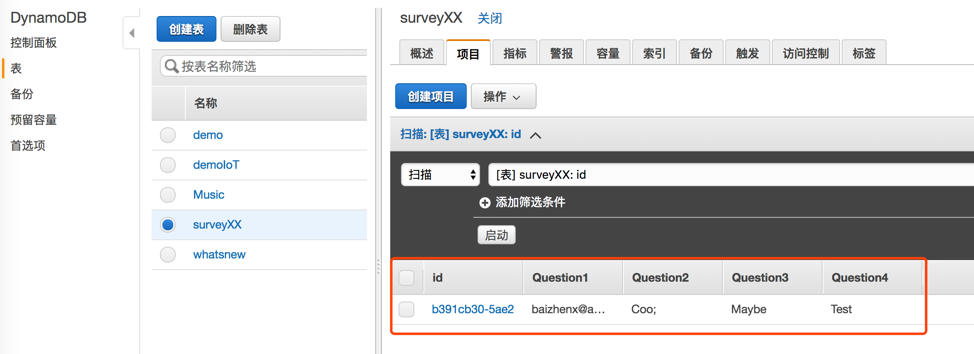 DynamoDB
控制面板
表
备份
预留容量
首选项
创建表 删除表
按表名称筛选
名称
demo
demoIoT
Music
surveyXX
whatsnew
surveyXX 关闭
概述 项目 指标 警报 容量 索引 备份 触发 访问控制 标签
创建项目 操作
扫描: [表] surveyXX: id
扫描 [表] surveyXX: id
添加筛选条件
启动
id Question1 Question2 Question3 Question4
b391cb30-5ae2 baizhenx@a... Coo; Maybe Test